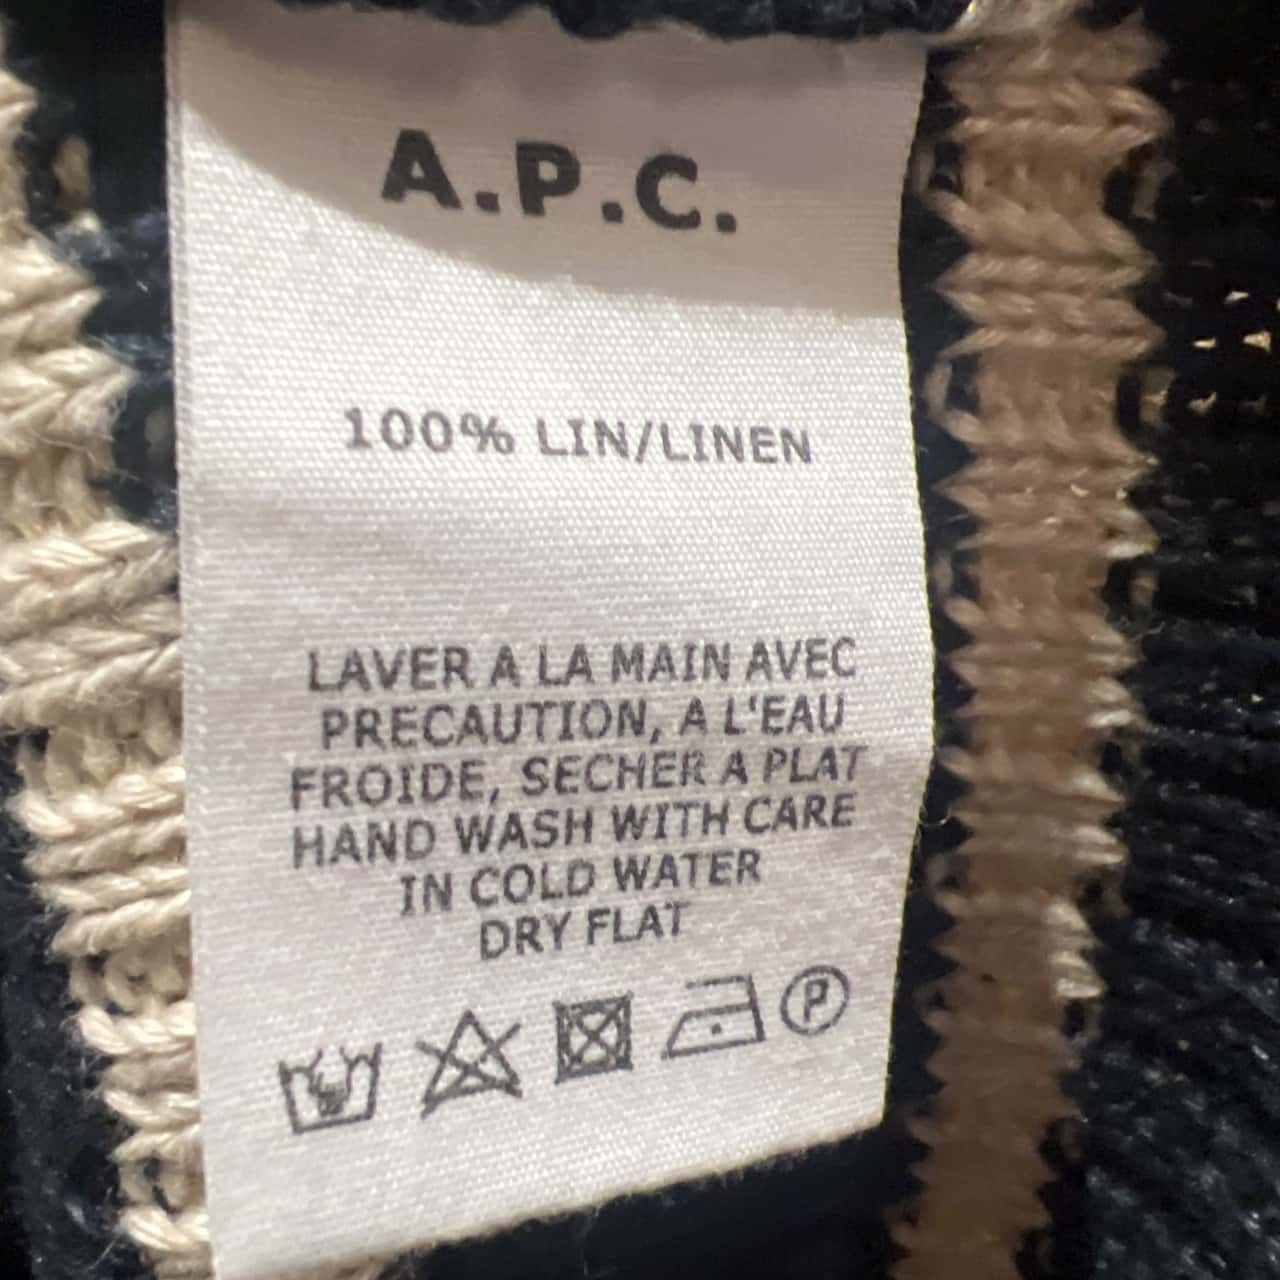 A.P.C.
100% LIN/LINEN
LAVER A LA MAIN AVEC
PRECAUTION, A L'EAU
FROIDE, SECHER A PLAT
HAND WASH WITH CARE
IN COLD WATER
DRY FLAT
P